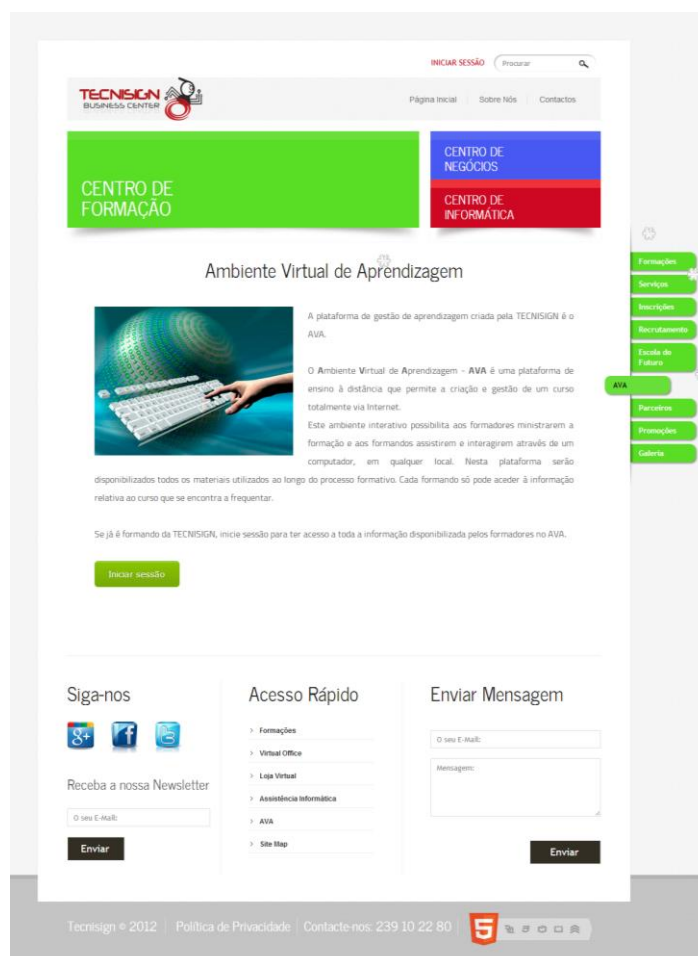 INICIAR SESSÃO
Procurar
TECNISIGN
BUSINESS CENTER
Página Inicial
Sobre Nós
Contactos
CENTRO DE
FORMAÇÃO
CENTRO DE
NEGÓCIOS
CENTRO DE
INFORMÁTICA
Ambiente Virtual de Aprendizagem
A plataforma de gestão de aprendizagem criada pela TECNISIGN é o
AVA.
O Ambiente Virtual de Aprendizagem - AVA é uma plataforma de
ensino à distância que permite a criação e gestão de um curso
totalmente via Internet.
Este ambiente interativo possibilita aos formadores ministrarem a
formação e aos formandos assistirem e interagirem através de um
computador, em qualquer local. Nesta plataforma serão
disponibilizados todos os materiais utilizados ao longo do processo formativo. Cada formando só pode aceder à informação
relativa ao curso que se encontra a frequentar.
Se já é formando da TECNISIGN, inicie sessão para ter acesso a toda a informação disponibilizada pelos formadores no AVA.
Iniciar sessão
Formações
Serviços
Inscrições
Recrutamento
Escola do
Futuro
AVA
Parceiros
Promoções
Galeria
Siga-nos
Receba a nossa Newsletter
O seu E-Mail:
Enviar
Acesso Rápido
> Formações
> Virtual Office
> Loja Virtual
> Assistência Informática
> AVA
> Site Map
Enviar Mensagem
O seu E-Mail:
Mensagem:
Enviar
Tecnisign © 2012 | Política de Privacidade | Contacte-nos: 239 10 22 80